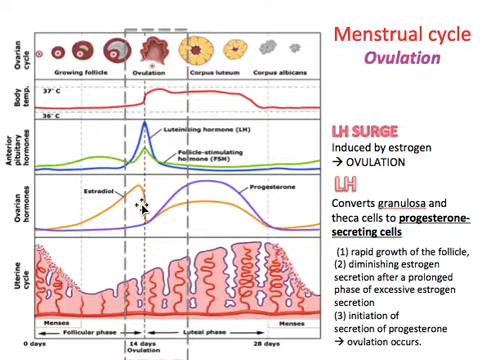 Menstrual cycle
Ovulation
Ovarian cycle
Growing follicle
Ovulation
Corpus luteum
Corpus albicans
Body temp.
37° C
36° C
Anterior pituitary hormones
Luteinizing hormone (LH)
Follicle-stimulating
hormone (FSH)
Ovarian hormones
Estradiol
Progesterone
Uterine cycle
Menses
Menses
Follicular phase
Luteal phase
0 days
14 days
Ovulation
28 days
LH SURGE
Induced by estrogen
→ OVULATION
LH
Converts granulosa and
theca cells to progesterone-
secreting cells
(1) rapid growth of the follicle,
(2) diminishing estrogen
secretion after a prolonged
phase of excessive estrogen
secretion
(3) initiation of
secretion of progesterone
→ ovulation occurs.